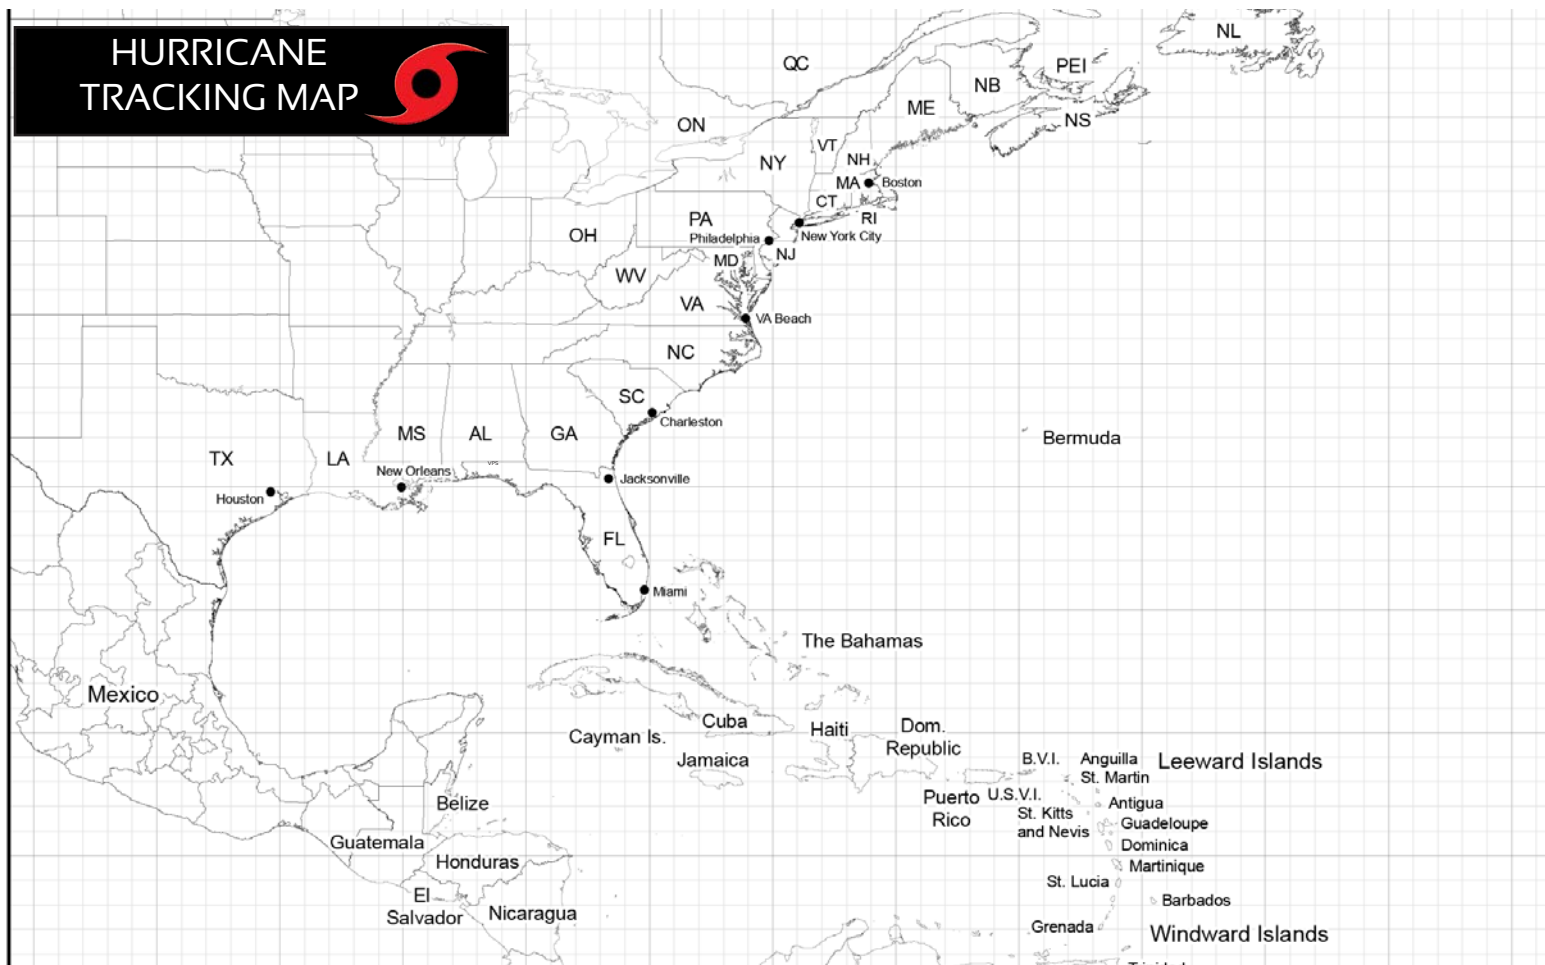 HURRICANE
TRACKING MAP
NL
QC
PEI
NB
ME
NS
ON
VT
NY
NH
MA
Boston
CT
RI
PA
New York City
Philadelphia
OH
NJ
MD
WV
VA
VA Beach
NC
SC
Charleston
MS
AL
GA
Bermuda
TX
LA
VPS
New Orleans
Jacksonville
Houston
FL
Miami
The Bahamas
Mexico
Cuba
Haiti
Dom.
Republic
Cayman Is.
Jamaica
B.V.I.
Anguilla
Leeward Islands
St. Martin
Puerto
Rico
U.S.V.I.
Belize
Antigua
St. Kitts
and Nevis
Guadeloupe
Guatemala
Dominica
Honduras
Martinique
St. Lucia
El
Salvador
Barbados
Nicaragua
Grenada
Windward Islands